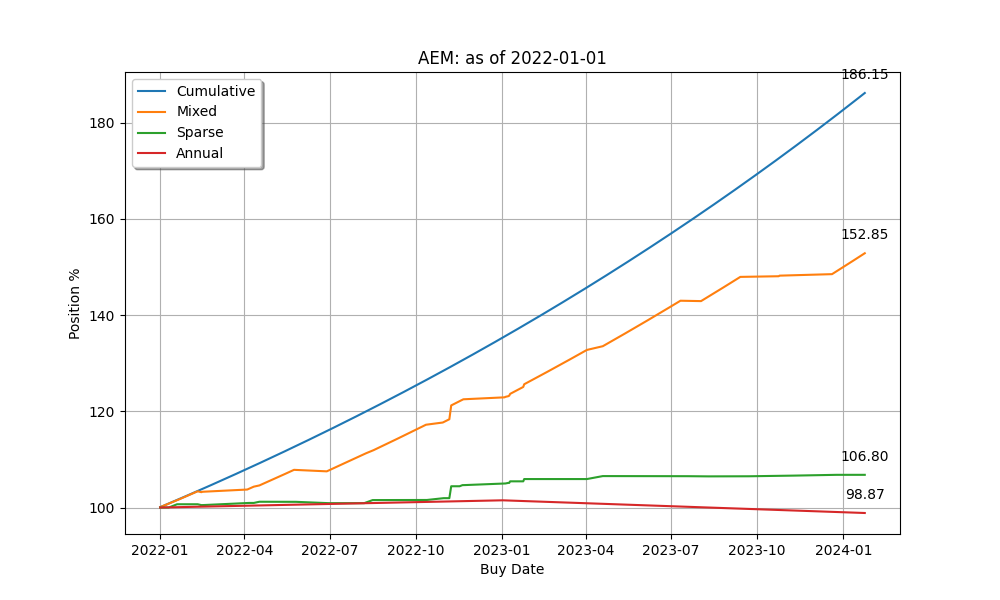 AEM: as of 2022-01-01
186.15
Cumulative
Mixed
Sparse
Annual
180
160
152.85
Position %
140
120
106.80
98.87
100
2022-01 2022-04 2022-07 2022-10 2023-01 2023-04 2023-07 2023-10 2024-01
Buy Date